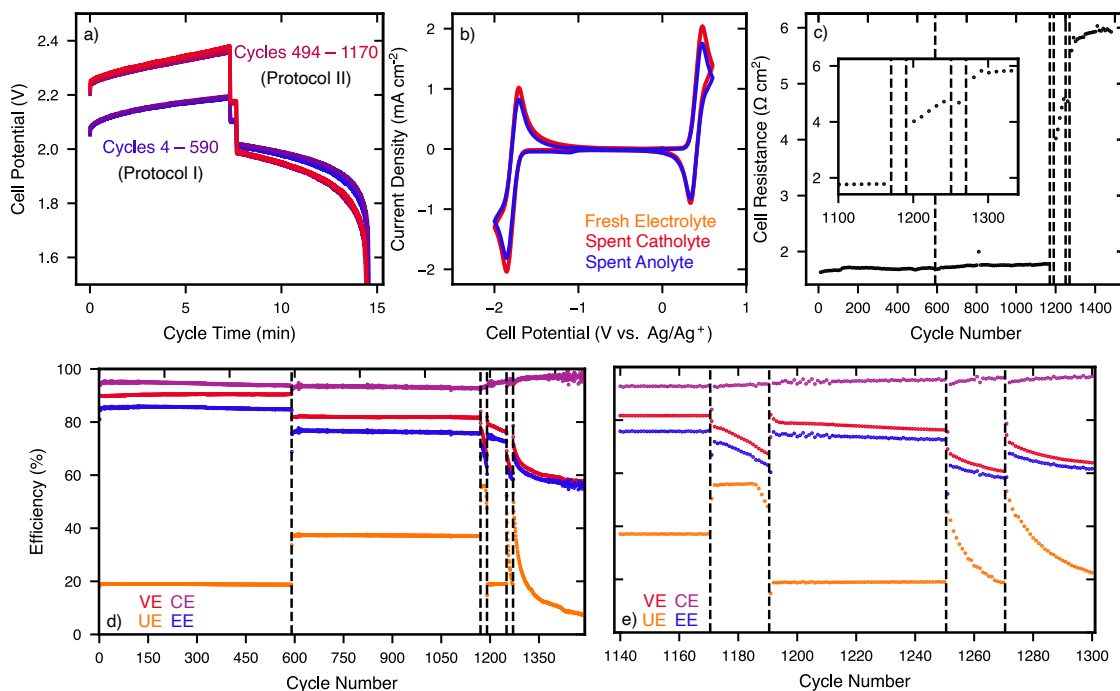 a)
Cycles 494 – 1170
(Protocol II)
Cycles 4 – 590
(Protocol I)
2.4
2.2
2.0
1.8
1.6
Cell Potential (V)
0
5
10
15
Cycle Time (min)
b)
2
1
0
−1
−2
Current Density (mA cm⁻²)
Fresh Electrolyte
Spent Catholyte
Spent Anolyte
−2
−1
0
1
Cell Potential (V vs. Ag/Ag⁺)
c)
6
5
4
3
2
Cell Resistance (Ω cm²)
6
4
2
1100
1200
1300
0
200
400
600
800
1000
1200
1400
Cycle Number
100
80
60
40
20
0
Efficiency (%)
VE CE
UE EE
d)
0
150
300
450
600
750
900
1050
1200
1350
Cycle Number
VE CE
UE EE
e)
1140
1160
1180
1200
1220
1240
1260
1280
1300
Cycle Number